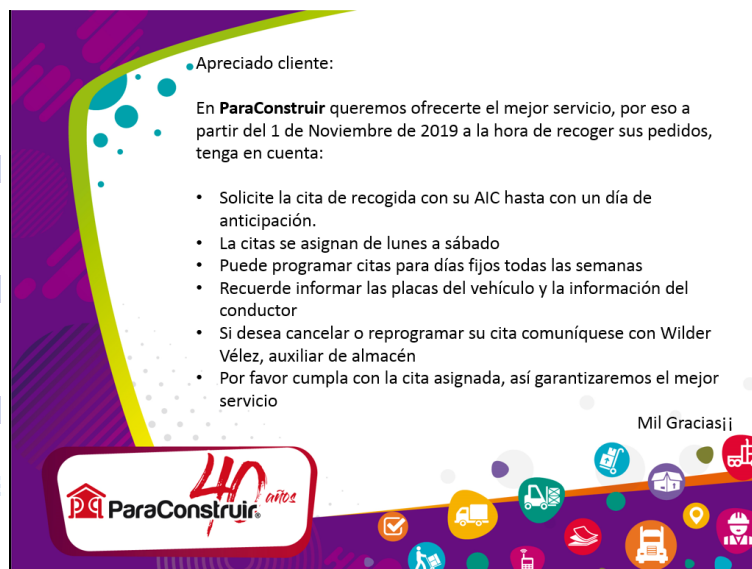 Apreciado cliente:
En ParaConstruir queremos ofrecerte el mejor servicio, por eso a
partir del 1 de Noviembre de 2019 a la hora de recoger sus pedidos,
tenga en cuenta:
• Solicite la cita de recogida con su AIC hasta con un día de
anticipación.
• La citas se asignan de lunes a sábado
• Puede programar citas para días fijos todas las semanas
• Recuerde informar las placas del vehículo y la información del
conductor
• Si desea cancelar o reprogramar su cita comuníquese con Wilder
Vélez, auxiliar de almacén
• Por favor cumpla con la cita asignada, así garantizaremos el mejor
servicio
Mil Gracias¡¡
40 años
ParaConstruir